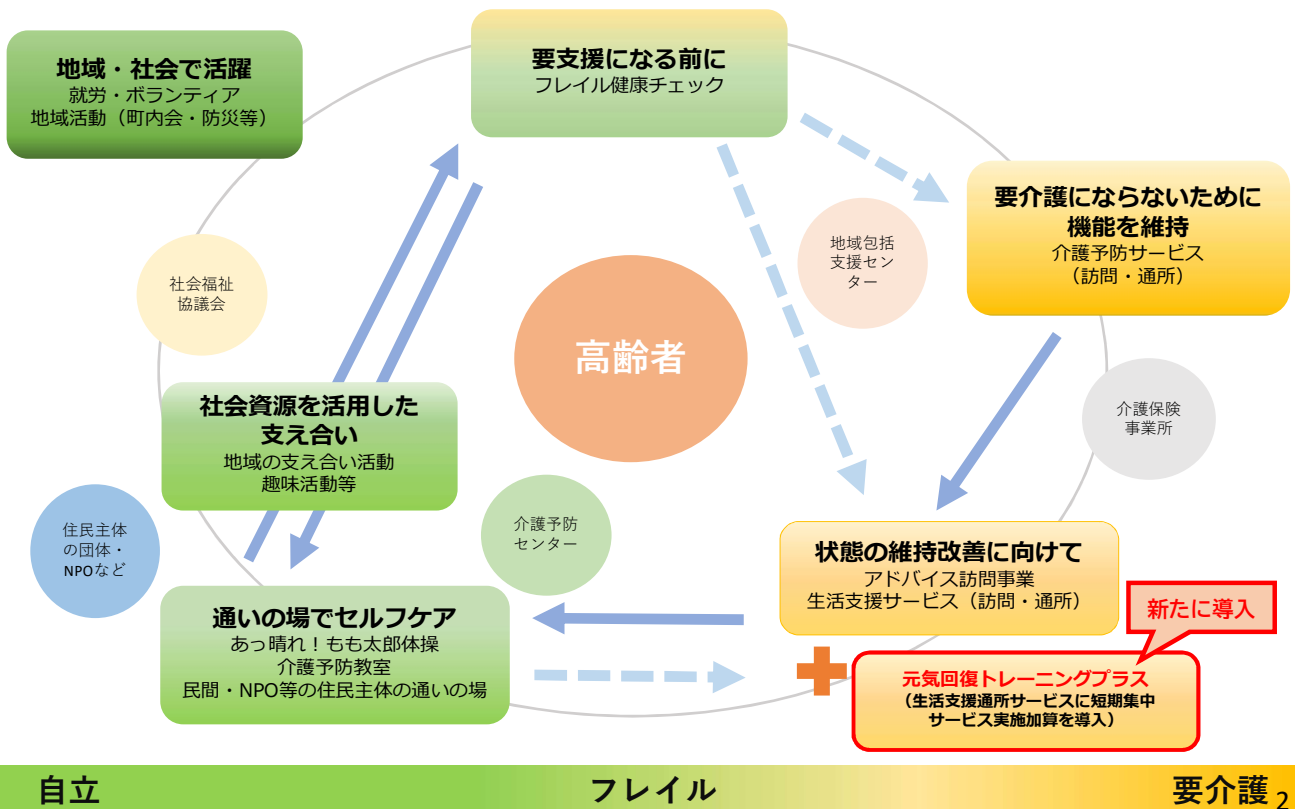 地域・社会で活躍
就労・ボランティア
地域活動（町内会・防災等）
要支援になる前に
フレイル健康チェック
要介護にならないために
機能を維持
介護予防サービス
（訪問・通所）
地域包括
支援セン
ター
社会福祉
協議会
高齢者
介護保険
事業所
社会資源を活用した
支え合い
地域の支え合い活動
趣味活動等
住民主体
の団体・
NPOなど
介護予防
センター
状態の維持改善に向けて
アドバイス訪問事業
生活支援サービス（訪問・通所）
新たに導入
通いの場でセルフケア
あっ晴れ！もも太郎体操
介護予防教室
民間・NPO等の住民主体の通いの場
元気回復トレーニングプラス
（生活支援通所サービスに短期集中
サービス実施加算を導入）
自立
フレイル
要介護
2